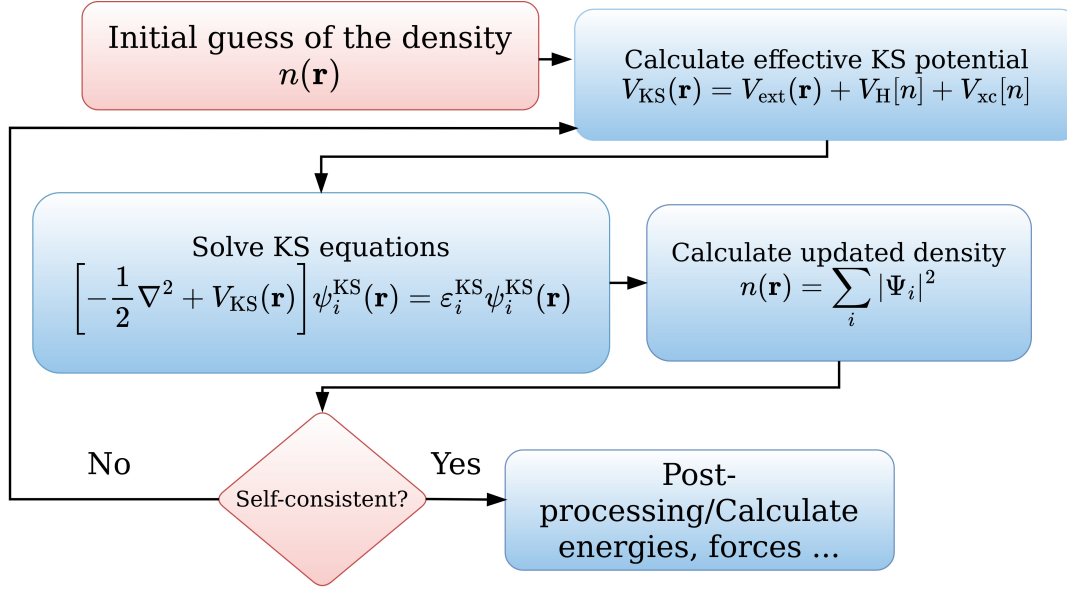 Initial guess of the density
n(𝐫)
Calculate effective KS potential
V_KS(𝐫) = V_ext(𝐫) + V_H[n] + V_xc[n]
Solve KS equations
[−1/2 ∇² + V_KS(𝐫)] ψ_i^KS(𝐫) = ε_i^KS ψ_i^KS(𝐫)
Calculate updated density
n(𝐫) = ∑_i |Ψ_i|²
Self-consistent?
No
Yes
Post-
processing/Calculate
energies, forces ...